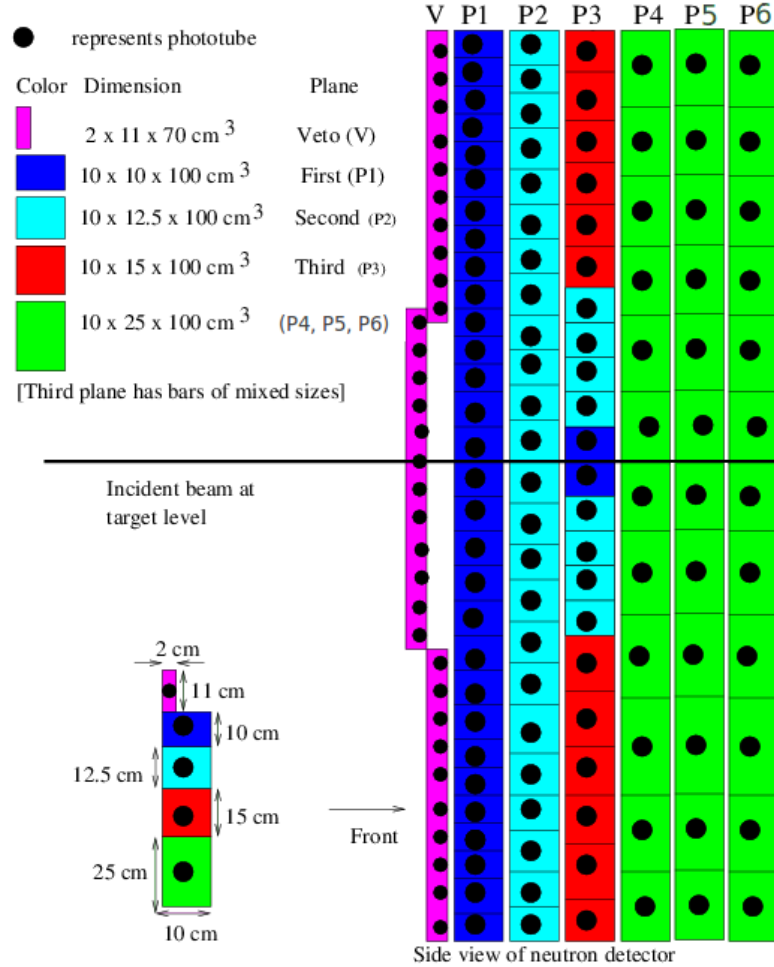 V P1 P2 P3 P4 P5 P6
represents phototube
Color Dimension Plane
2 x 11 x 70 cm 3 Veto (V)
10 x 10 x 100 cm 3 First (P1)
10 x 12.5 x 100 cm 3 Second (P2)
10 x 15 x 100 cm 3 Third (P3)
10 x 25 x 100 cm 3 (P4, P5, P6)
[Third plane has bars of mixed sizes]
Incident beam at
target level
2 cm
11 cm
10 cm
12.5 cm
15 cm
25 cm
10 cm
Front
Side view of neutron detector